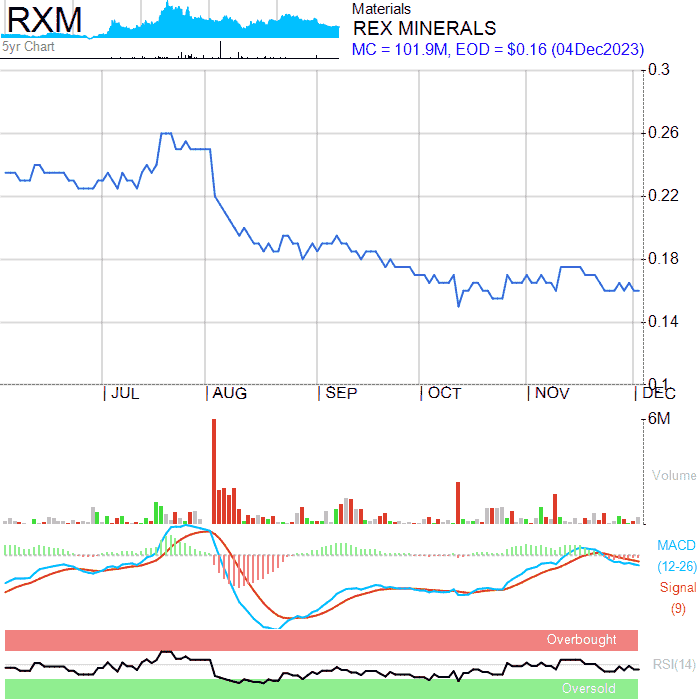 RXM
5yr Chart
Materials
REX MINERALS
MC = 101.9M, EOD = $0.16 (04Dec2023)
0.3
0.26
0.22
0.18
0.14
0.1
JUL
AUG
SEP
OCT
NOV
DEC
6M
Volume
MACD
(12-26)
Signal
(9)
Overbought
RSI(14)
Oversold